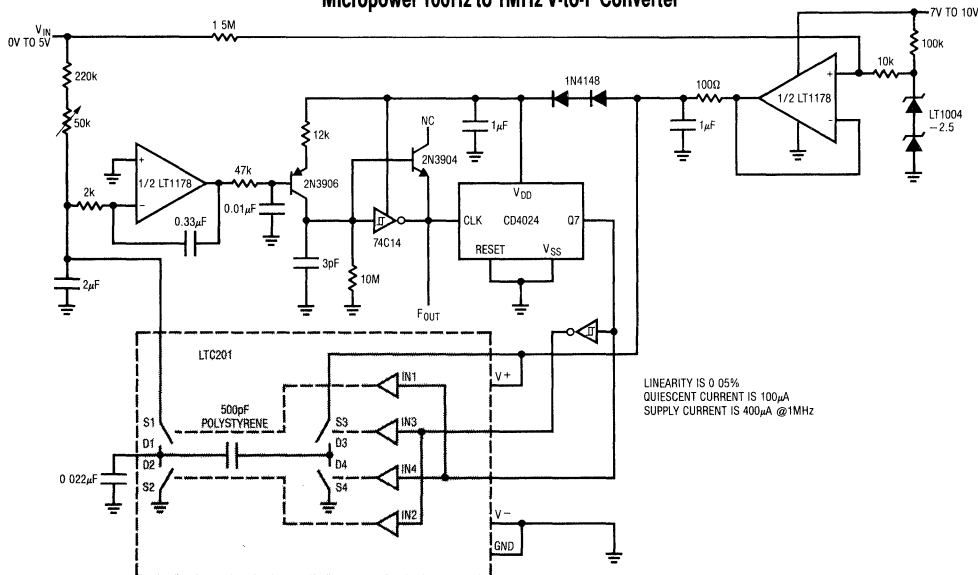 Micropower 100Hz to 1MHz V-to-F Converter
VIN
0V TO 5V
1 5M
7V TO 10V
100k
220k
10k
1N4148
100Ω
+
1/2 LT1178
–
LT1004
–2.5
50k
12k
1μF
1μF
NC
2N3904
+
1/2 LT1178
–
47k
2N3906
2k
0.01μF
0.33μF
74C14
VDD
CLK
CD4024
Q7
RESET
VSS
3pF
10M
2μF
FOUT
LTC201
V+
IN1
500pF
POLYSTYRENE
S1
S3
IN3
D1
D3
D2
D4
IN4
0 022μF
S2
S4
IN2
V–
GND
LINEARITY IS 0 05%
QUIESCENT CURRENT IS 100μA
SUPPLY CURRENT IS 400μA @1MHz